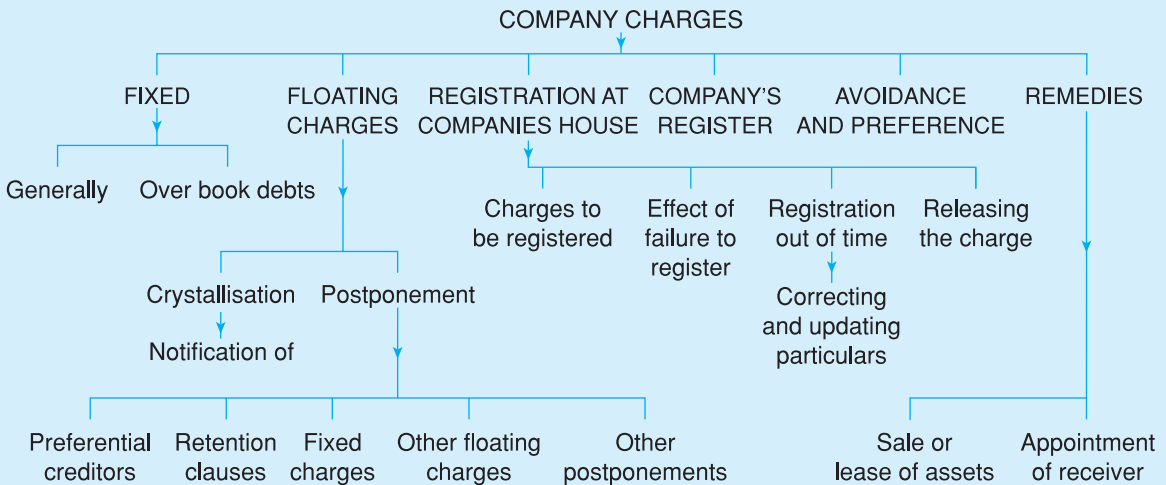 COMPANY CHARGES
FIXED
FLOATING
CHARGES
REGISTRATION AT
COMPANIES HOUSE
COMPANY'S
REGISTER
AVOIDANCE
AND PREFERENCE
REMEDIES
Generally
Over book debts
Charges to
be registered
Effect of
failure to
register
Registration
out of time
Releasing
the charge
Correcting
and updating
particulars
Crystallisation
Postponement
Notification of
Preferential
creditors
Retention
clauses
Fixed
charges
Other floating
charges
Other
postponements
Sale or
lease of assets
Appointment
of receiver